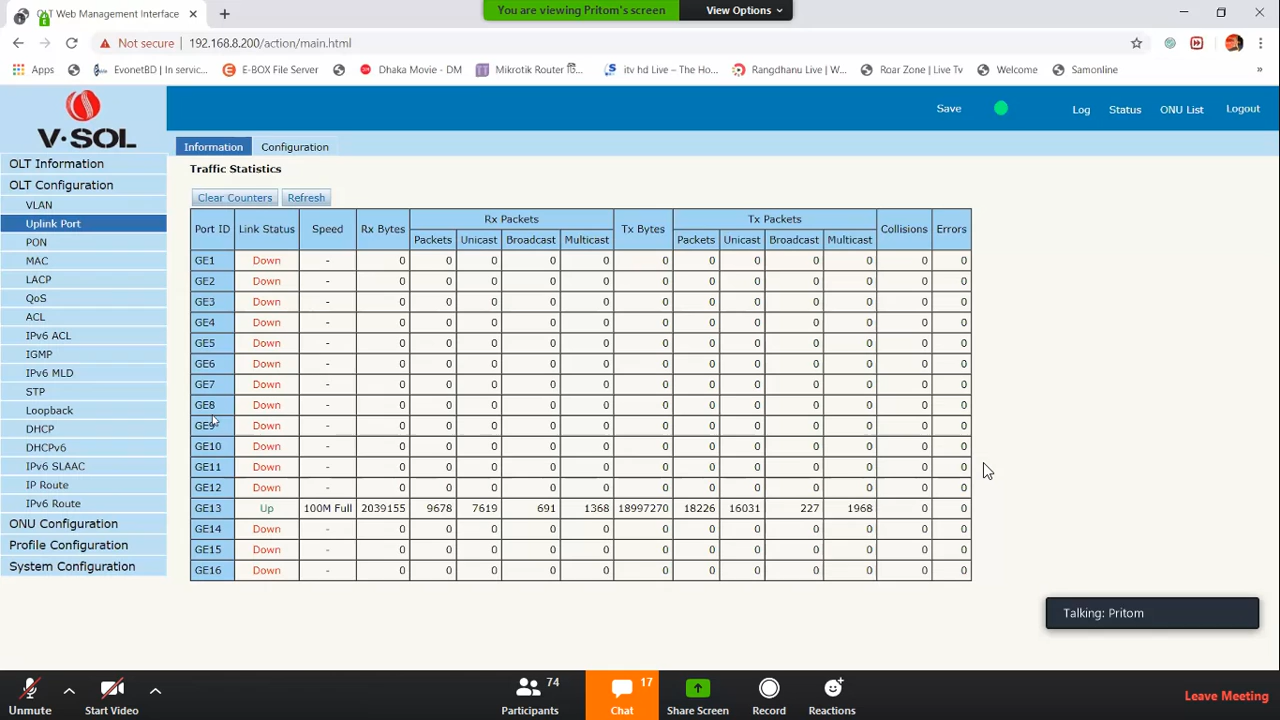 OLT Web Management Interface
You are viewing Pritom's screen
View Options
Not secure 192.168.8.200/action/main.html
Apps EvonetBD | In servic... E-BOX File Server Dhaka Movie - DM itv hd Live – The Ho... Rangdhanu Live | W... Roar Zone | Live Tv Welcome Samonline »
V·SOL
Save Log Status ONU List Logout
OLT Information
OLT Configuration
VLAN
Uplink Port
PON
MAC
LACP
QoS
ACL
IPv6 ACL
IGMP
IPv6 MLD
STP
Loopback
DHCP
DHCPv6
IPv6 SLAAC
IP Route
IPv6 Route
ONU Configuration
Profile Configuration
System Configuration
Information Configuration
Traffic Statistics
Clear Counters Refresh
Port ID Link Status Speed Rx Bytes Rx Packets Tx Bytes Tx Packets Collisions Errors
Packets Unicast Broadcast Multicast Packets Unicast Broadcast Multicast
GE1 Down - 0 0 0 0 0 0 0 0 0 0 0 0
GE2 Down - 0 0 0 0 0 0 0 0 0 0 0 0
GE3 Down - 0 0 0 0 0 0 0 0 0 0 0 0
GE4 Down - 0 0 0 0 0 0 0 0 0 0 0 0
GE5 Down - 0 0 0 0 0 0 0 0 0 0 0 0
GE6 Down - 0 0 0 0 0 0 0 0 0 0 0 0
GE7 Down - 0 0 0 0 0 0 0 0 0 0 0 0
GE8 Down - 0 0 0 0 0 0 0 0 0 0 0 0
GE9 Down - 0 0 0 0 0 0 0 0 0 0 0 0
GE10 Down - 0 0 0 0 0 0 0 0 0 0 0 0
GE11 Down - 0 0 0 0 0 0 0 0 0 0 0 0
GE12 Down - 0 0 0 0 0 0 0 0 0 0 0 0
GE13 Up 100M Full 2039155 9678 7619 691 1368 18997270 18226 16031 227 1968 0 0
GE14 Down - 0 0 0 0 0 0 0 0 0 0 0 0
GE15 Down - 0 0 0 0 0 0 0 0 0 0 0 0
GE16 Down - 0 0 0 0 0 0 0 0 0 0 0 0
Talking: Pritom
Unmute Start Video Participants 74 Chat 17 Share Screen Record Reactions Leave Meeting